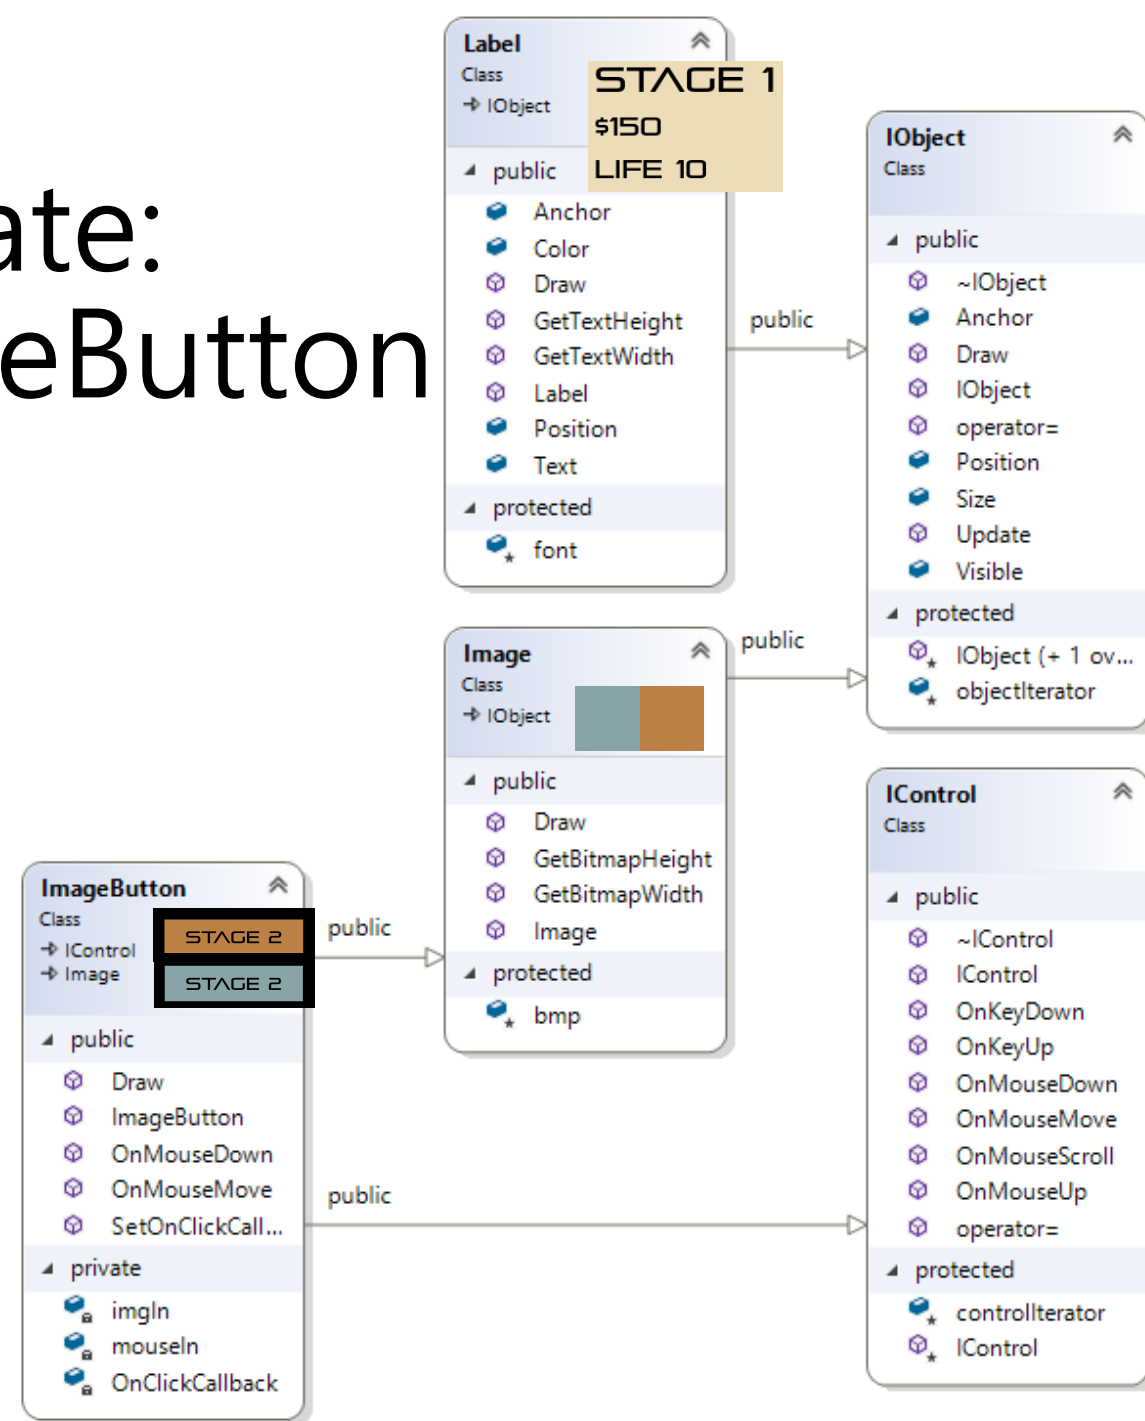 ate:
eButton
Label
Class
IObject
STAGE 1
$150
LIFE 10
public
Anchor
Color
Draw
GetTextHeight
GetTextWidth
Label
Position
Text
protected
font
public
IObject
Class
public
~IObject
Anchor
Draw
IObject
operator=
Position
Size
Update
Visible
protected
IObject (+ 1 ov...
objectIterator
Image
Class
IObject
public
Draw
GetBitmapHeight
GetBitmapWidth
Image
protected
bmp
public
IControl
Class
public
~IControl
IControl
OnKeyDown
OnKeyUp
OnMouseDown
OnMouseMove
OnMouseScroll
OnMouseUp
operator=
protected
controlIterator
IControl
ImageButton
Class
IControl
Image
STAGE 2
STAGE 2
public
Draw
ImageButton
OnMouseDown
OnMouseMove
SetOnClickCall...
private
imgIn
mouseIn
OnClickCallback
public
public